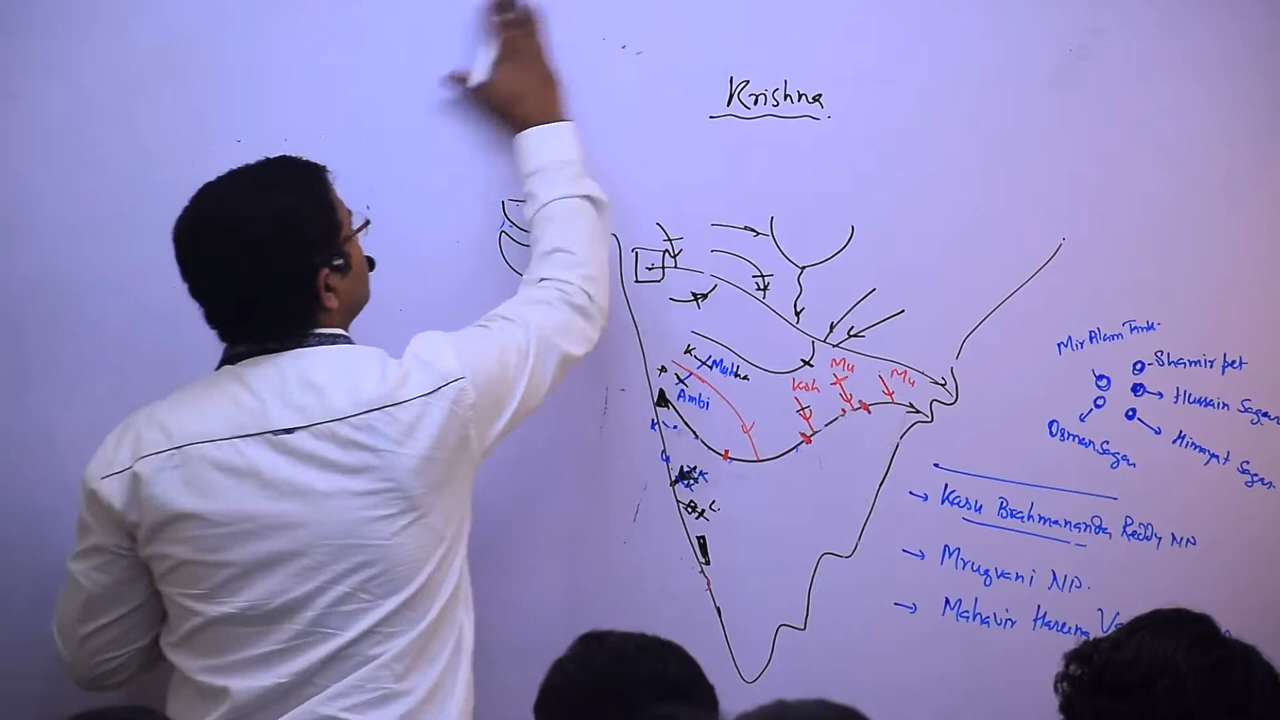 Krishna
K
Mutha
P
Ambi
Koh
Mu
Mu
K
K
K
L.
Mir Alam Tank.
Shamir pet
Hussain Sagar
Himayat Sagar
Osman Sagar
→ Kasu Brahmananda Reddy NP
→ Mrugvani NP.
→ Mahavir Harina